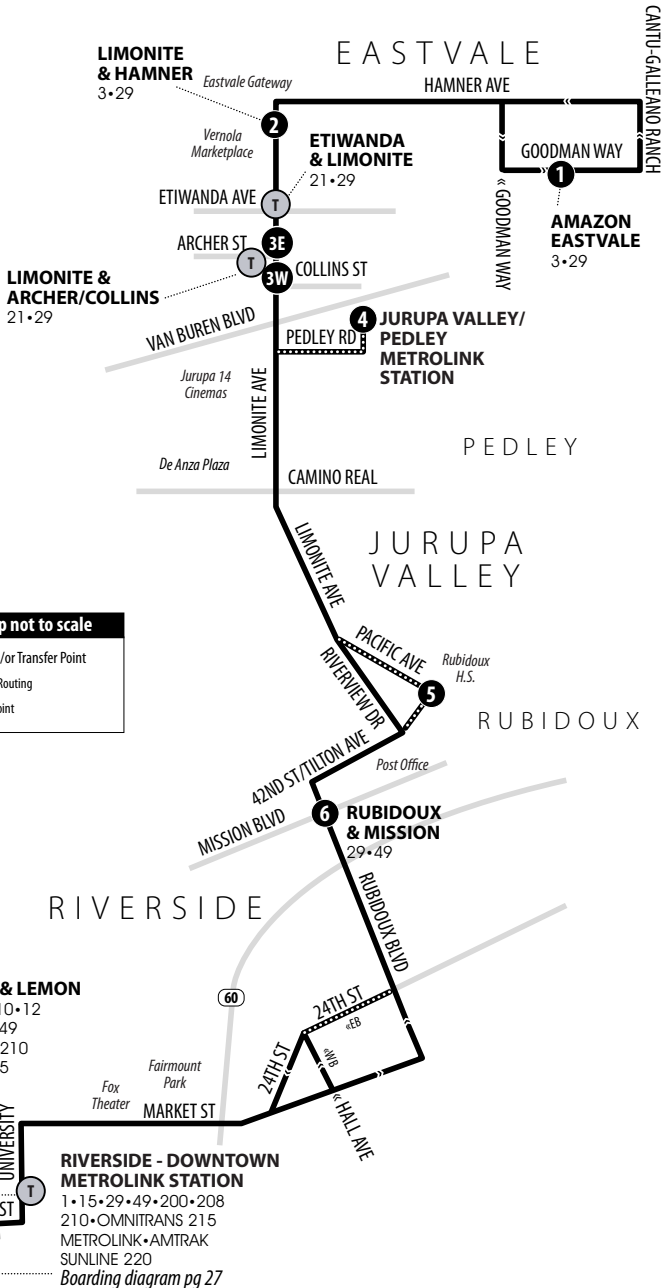 EASTVALE
LIMONITE
& HAMNER
3•29
Eastvale Gateway
HAMNER AVE
CANTU-GALLEANO RANCH
2
Vernola
Marketplace
ETIWANDA
& LIMONITE
21•29
GOODMAN WAY
1
« GOODMAN WAY
AMAZON
EASTVALE
3•29
ETIWANDA AVE
T
ARCHER ST
3E
T
3W
COLLINS ST
LIMONITE &
ARCHER/COLLINS
21•29
VAN BUREN BLVD
PEDLEY RD
4
JURUPA VALLEY/
PEDLEY
METROLINK
STATION
Jurupa 14
Cinemas
LIMONITE AVE
PEDLEY
De Anza Plaza
CAMINO REAL
LIMONITE AVE
JURUPA
VALLEY
p not to scale
/or Transfer Point
Routing
oint
PACIFIC AVE
Rubidoux
H.S.
RIVERVIEW DR
5
RUBIDOUX
42ND ST/TILTON AVE
Post Office
MISSION BLVD
6
RUBIDOUX
& MISSION
29•49
RUBIDOUX BLVD
RIVERSIDE
& LEMON
10•12
49
210
5
60
24TH ST
«EB
«WB
24TH ST
« HALL AVE
Fairmount
Park
Fox
Theater
MARKET ST
UNIVERSITY
T
ST
RIVERSIDE - DOWNTOWN
METROLINK STATION
1•15•29•49•200•208
210•OMNITRANS 215
METROLINK•AMTRAK
SUNLINE 220
Boarding diagram pg 27